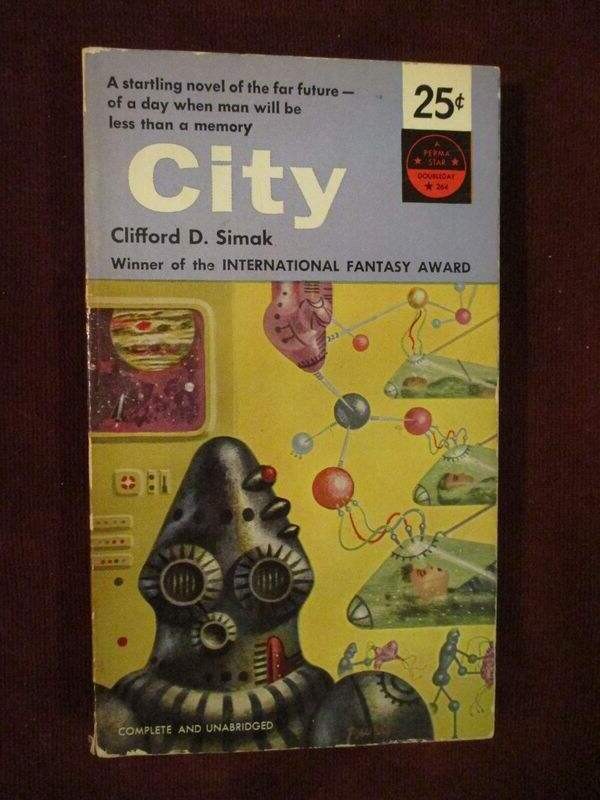 A startling novel of the far future —
of a day when man will be
less than a memory
25¢
A
PERMA
STAR
DOUBLEDAY
264
City
Clifford D. Simak
Winner of the INTERNATIONAL FANTASY AWARD
COMPLETE AND UNABRIDGED